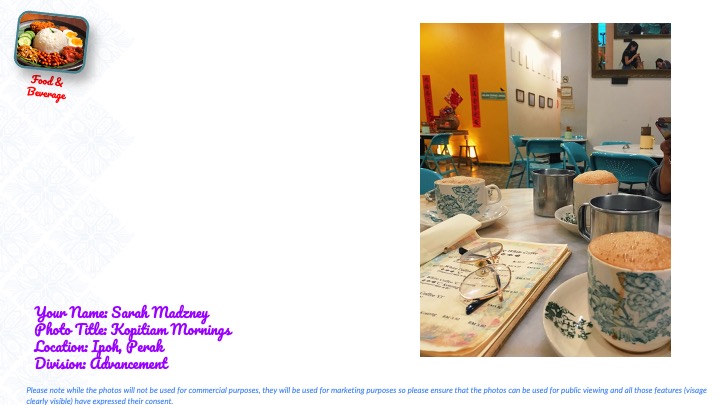 Food &
Beverage
Your Name: Sarah Madzney
Photo Title: Kopitiam Mornings
Location: Ipoh, Perak
Division: Advancement
Please note while the photos will not be used for commercial purposes, they will be used for marketing purposes so please ensure that the photos can be used for public viewing and all those features (visage
clearly visible) have expressed their consent.